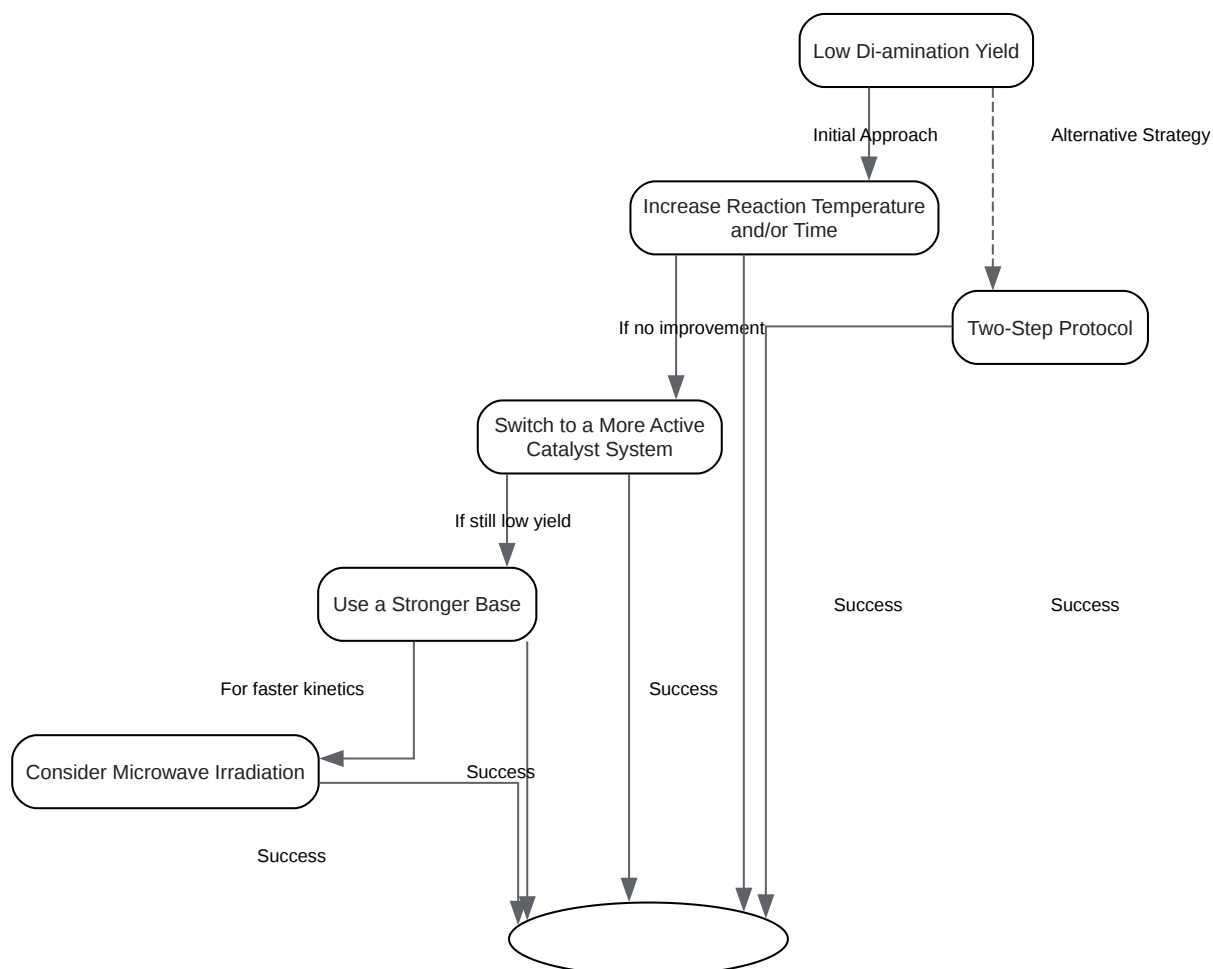 Low Di-amination Yield
Initial Approach
Alternative Strategy
Increase Reaction Temperature
and/or Time
If no improvement
Two-Step Protocol
Switch to a More Active
Catalyst System
If still low yield
Use a Stronger Base
Success
Success
For faster kinetics
Success
Consider Microwave Irradiation
Success
Success